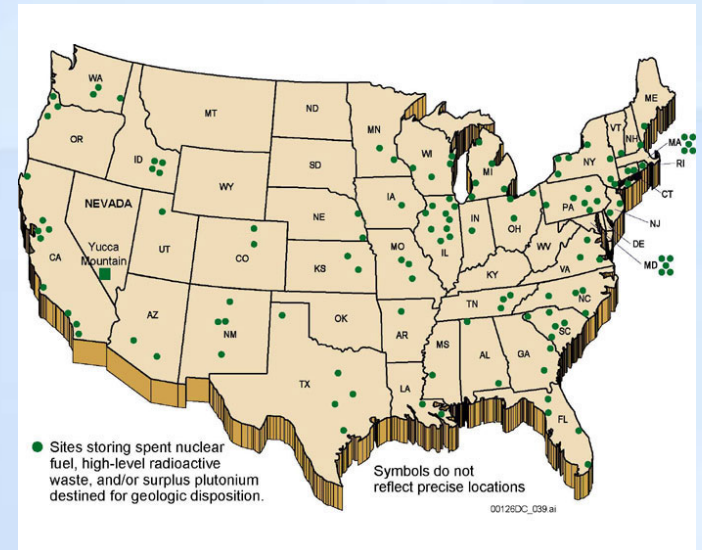 WA
MT
ND
MN
ME
VT
NH
MA
RI
CT
OR
ID
SD
WI
MI
NY
WY
NEVADA
IA
NE
PA
NJ
DE
MD
Yucca
Mountain
UT
CO
IL
IN
OH
WV
VA
CA
KS
MO
KY
AZ
NM
OK
AR
TN
NC
SC
TX
LA
MS
AL
GA
FL
Sites storing spent nuclear
fuel, high-level radioactive
waste, and/or surplus plutonium
destined for geologic disposition.
Symbols do not
reflect precise locations
00126DC_039.ai